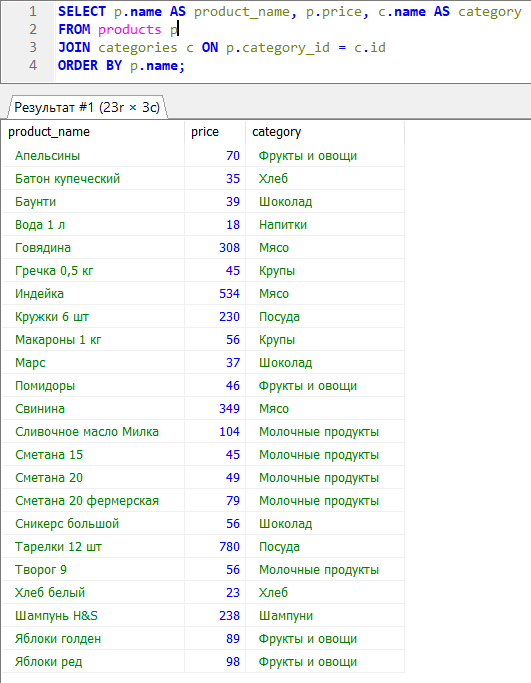 1 SELECT p.name AS product_name, p.price, c.name AS category
2 FROM products p
3 JOIN categories c ON p.category_id = c.id
4 ORDER BY p.name;
Результат #1 (23r × 3c)
product_name price category
Апельсины 70 Фрукты и овощи
Батон купеческий 35 Хлеб
Баунти 39 Шоколад
Вода 1 л 18 Напитки
Говядина 308 Мясо
Гречка 0,5 кг 45 Крупы
Индейка 534 Мясо
Кружки 6 шт 230 Посуда
Макароны 1 кг 56 Крупы
Марс 37 Шоколад
Помидоры 46 Фрукты и овощи
Свинина 349 Мясо
Сливочное масло Милка 104 Молочные продукты
Сметана 15 45 Молочные продукты
Сметана 20 49 Молочные продукты
Сметана 20 фермерская 79 Молочные продукты
Сникерс большой 56 Шоколад
Тарелки 12 шт 780 Посуда
Творог 9 56 Молочные продукты
Хлеб белый 23 Хлеб
Шампунь H&S 238 Шампуни
Яблоки голден 89 Фрукты и овощи
Яблоки ред 98 Фрукты и овощи